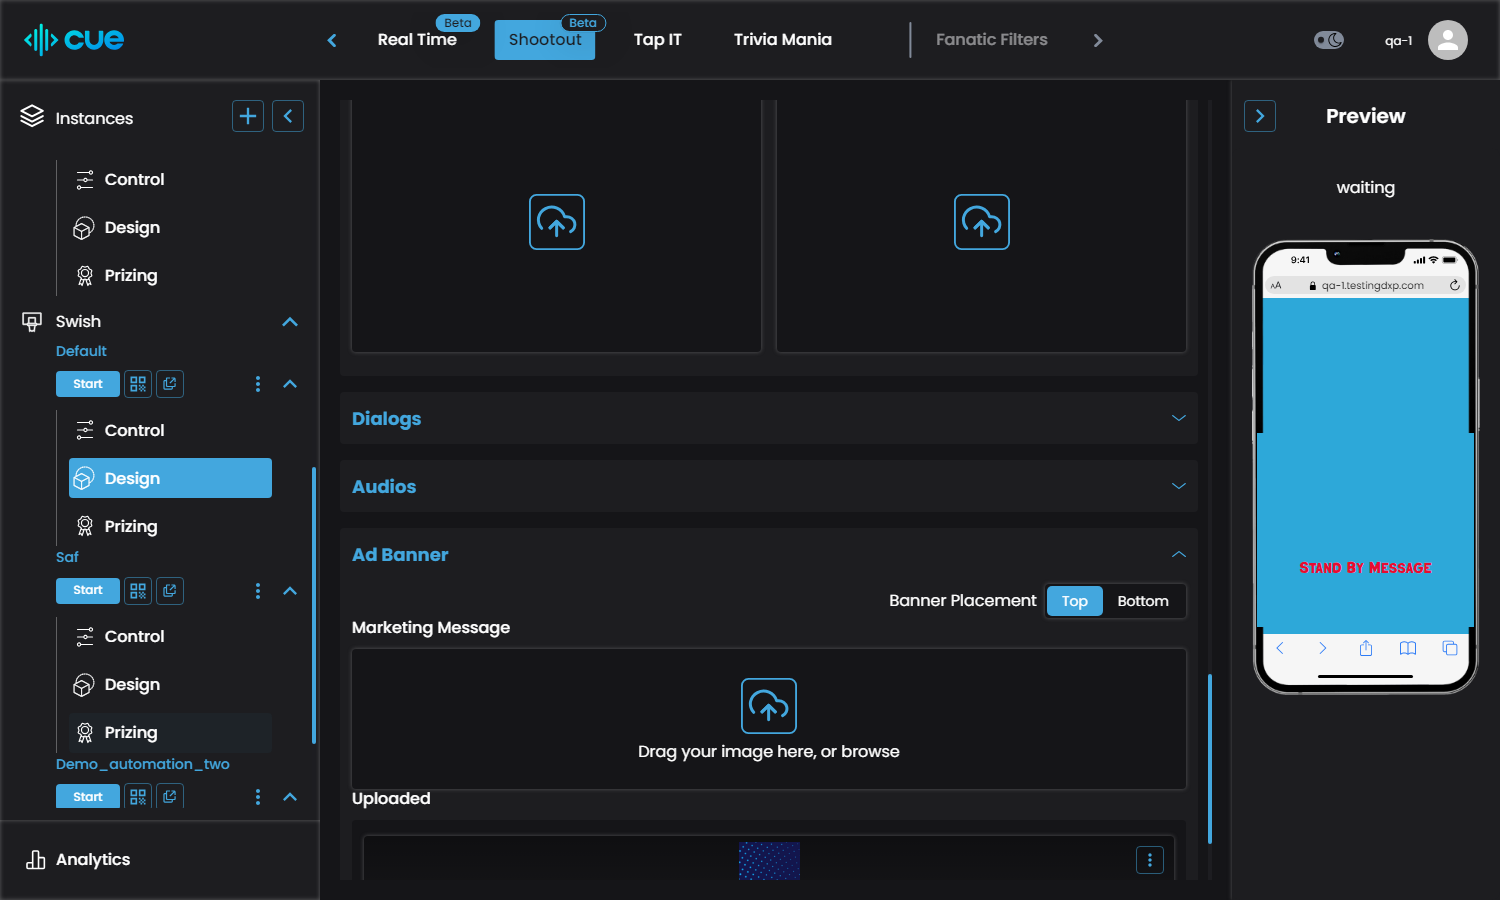 cue
Real Time
Beta
Shootout
Beta
Tap IT
Trivia Mania
Fanatic Filters
qa-1
Instances
Control
Design
Prizing
Swish
Default
Start
Control
Design
Prizing
Saf
Start
Control
Design
Prizing
Demo_automation_two
Start
Analytics
Dialogs
Audios
Ad Banner
Banner Placement
Top
Bottom
Marketing Message
Drag your image here, or browse
Uploaded
Preview
waiting
9:41
AA
qa-1.testingdxp.com
Stand By Message